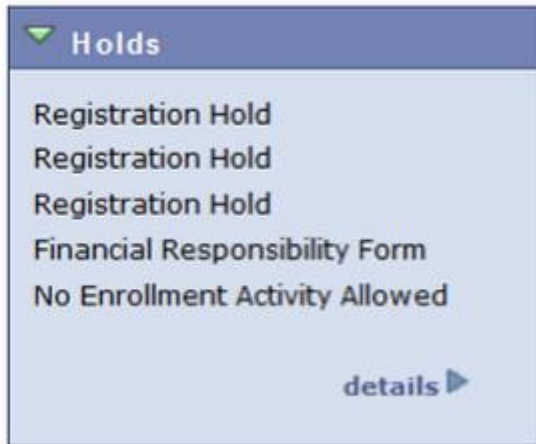 Holds
Registration Hold
Registration Hold
Registration Hold
Financial Responsibility Form
No Enrollment Activity Allowed
details